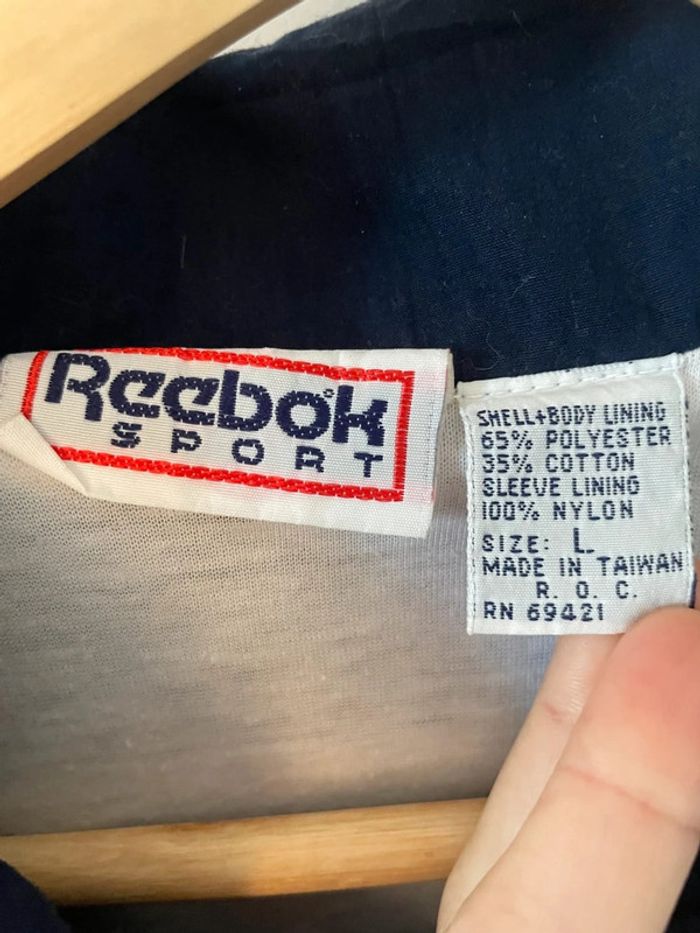 Reebok
SPORT
SHELL+BODY LINING
65% POLYESTER
35% COTTON
SLEEVE LINING
100% NYLON
SIZE: L
MADE IN TAIWAN
R. O. C.
RN 69421